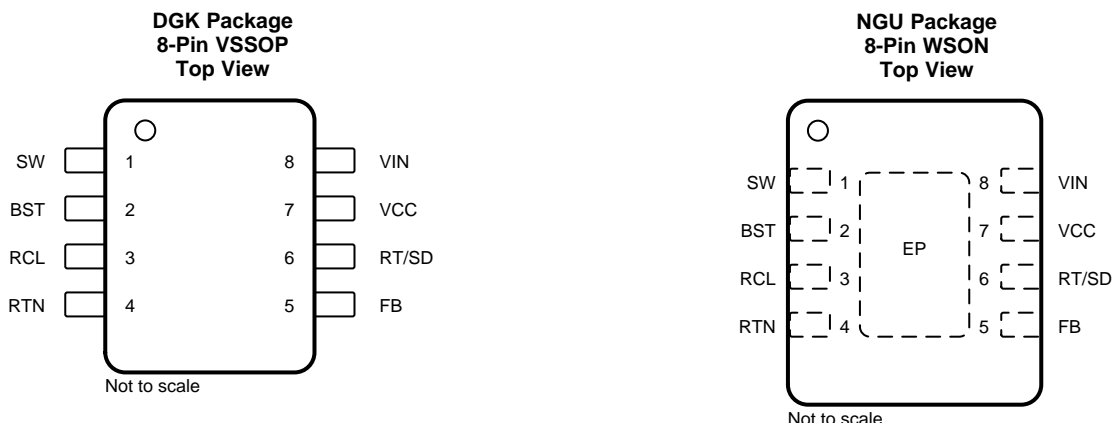 DGK Package
8-Pin VSSOP
Top View
SW 1 8 VIN
BST 2 7 VCC
RCL 3 6 RT/SD
RTN 4 5 FB
Not to scale
NGU Package
8-Pin WSON
Top View
SW 1 8 VIN
BST 2 7 VCC
EP
RCL 3 6 RT/SD
RTN 4 5 FB
Not to scale